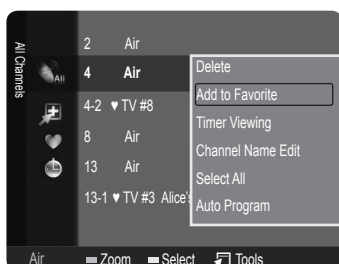 All Channels
All
2 Air
4 Air
4-2 ♥ TV #8
8 Air
13 Air
13-1 ♥ TV #3 Alice's
Delete
Add to Favorite
Timer Viewing
Channel Name Edit
Select All
Auto Program
Air Zoom Select Tools